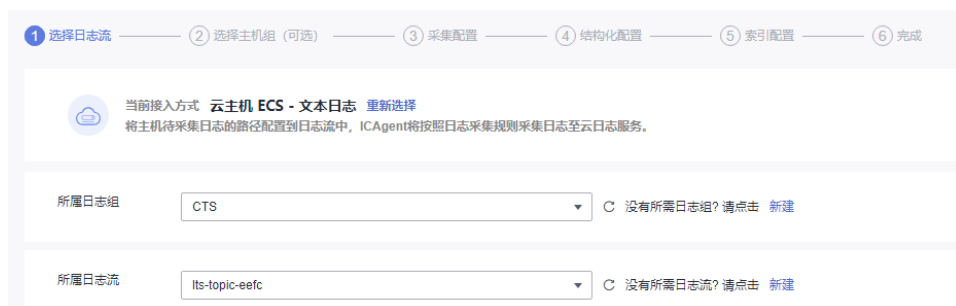 1 选择日志流 2 选择主机组（可选） 3 采集配置 4 结构化配置 5 索引配置 6 完成
当前接入方式 云主机 ECS - 文本日志 重新选择
将主机待采集日志的路径配置到日志流中，ICAgent将按照日志采集规则采集日志至云日志服务。
所属日志组 CTS 没有所需日志组? 请点击 新建
所属日志流 lts-topic-eefc 没有所需日志流? 请点击 新建